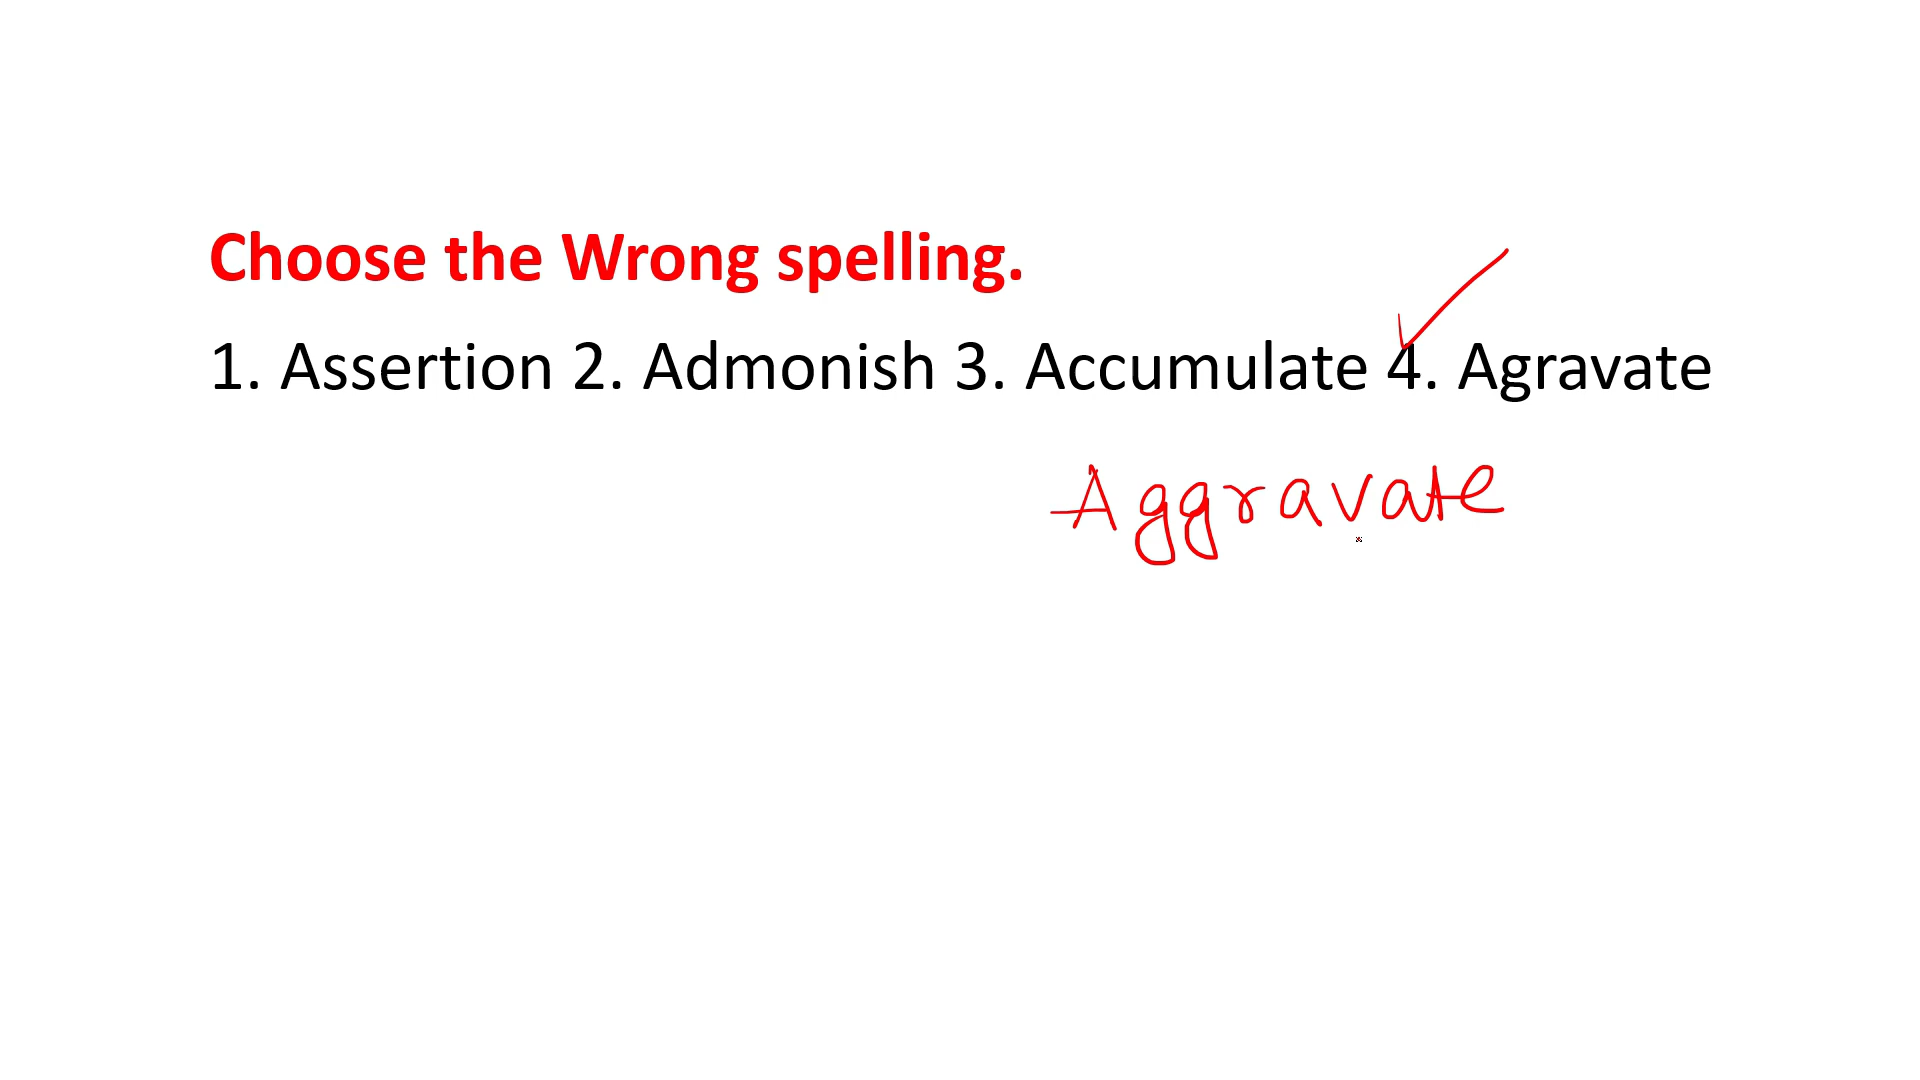 Choose the Wrong spelling.
1. Assertion 2. Admonish 3. Accumulate 4. Agravate
Aggravate